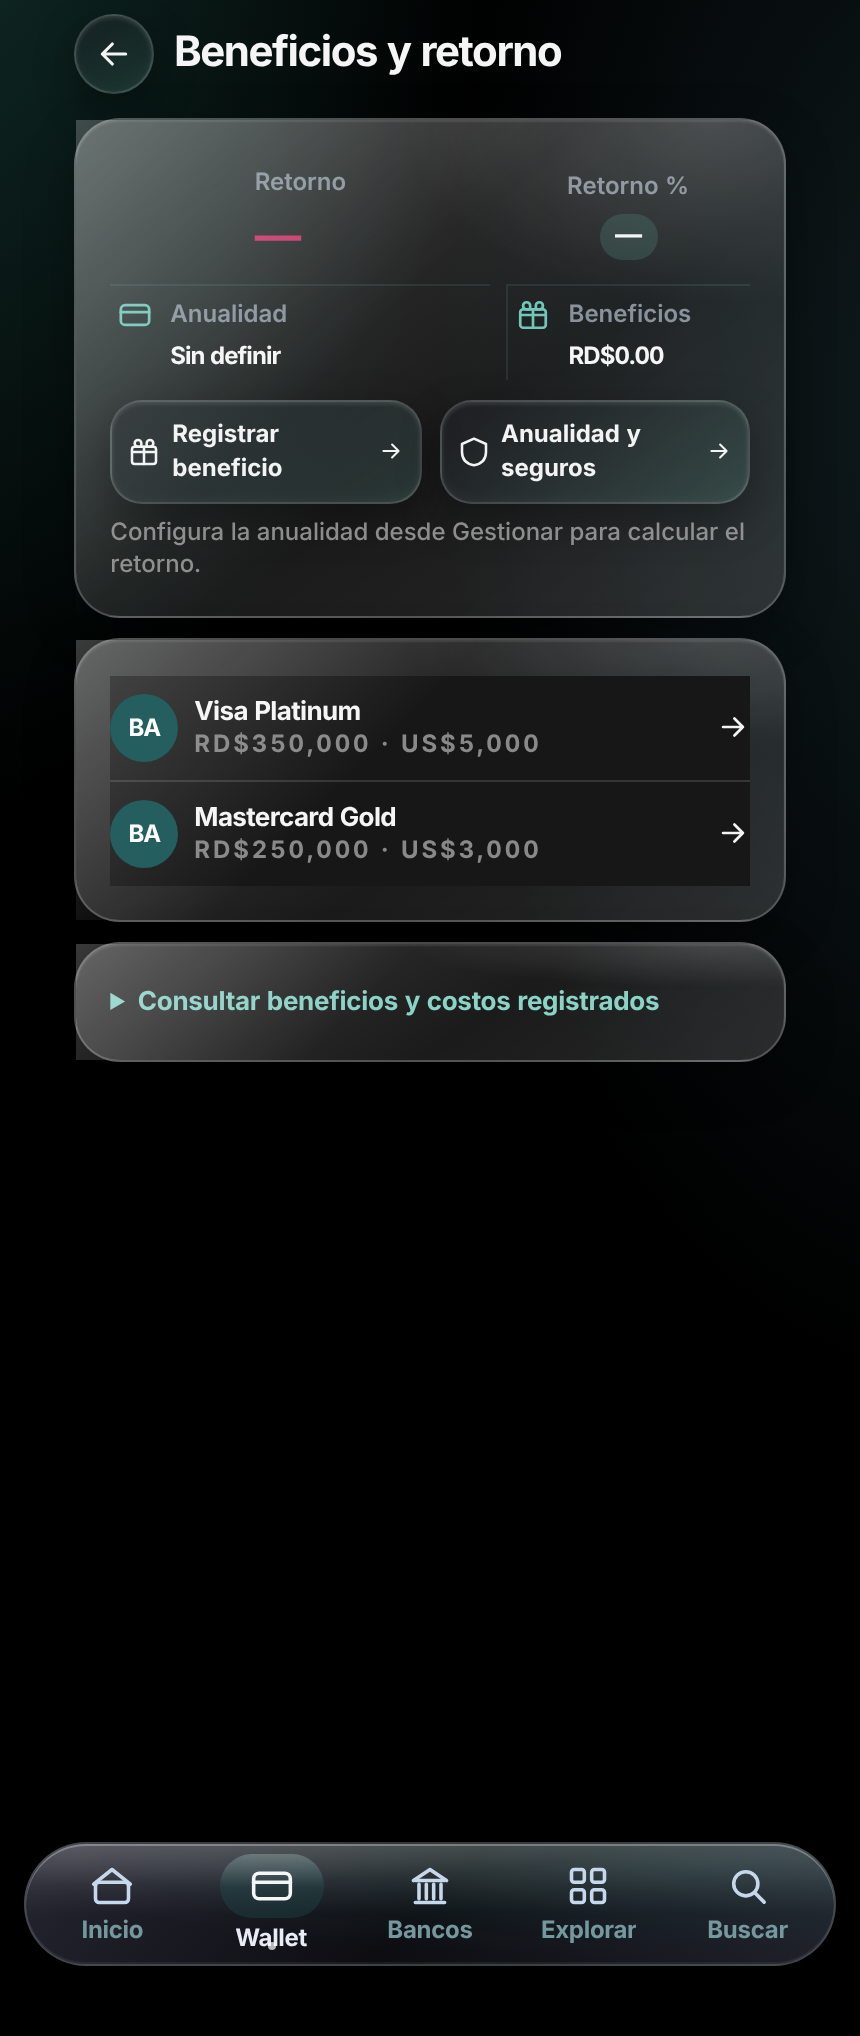 Beneficios y retorno
Retorno
Retorno %
—
—
Anualidad
Sin definir
Beneficios
RD$0.00
Registrar
beneficio
Anualidad y
seguros
Configura la anualidad desde Gestionar para calcular el
retorno.
BA
Visa Platinum
RD$350,000 · US$5,000
BA
Mastercard Gold
RD$250,000 · US$3,000
Consultar beneficios y costos registrados
Inicio
Wallet
Bancos
Explorar
Buscar